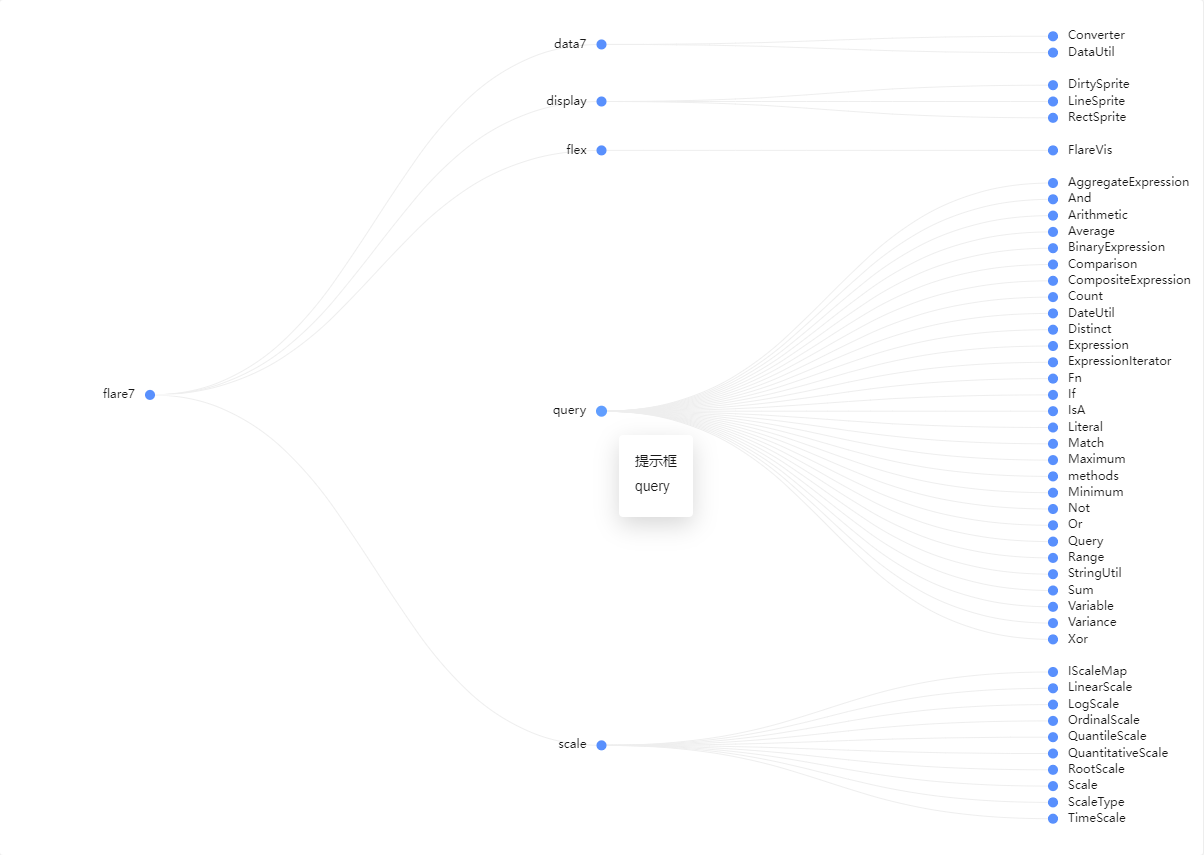 data7
Converter
DataUtil
display
DirtySprite
LineSprite
RectSprite
flex
FlareVis
AggregateExpression
And
Arithmetic
Average
BinaryExpression
Comparison
CompositeExpression
Count
DateUtil
Distinct
Expression
ExpressionIterator
Fn
flare7
If
query
IsA
Literal
Match
提示框
Maximum
methods
query
Minimum
Not
Or
Query
Range
StringUtil
Sum
Variable
Variance
Xor
IScaleMap
LinearScale
LogScale
OrdinalScale
QuantileScale
scale
QuantitativeScale
RootScale
Scale
ScaleType
TimeScale